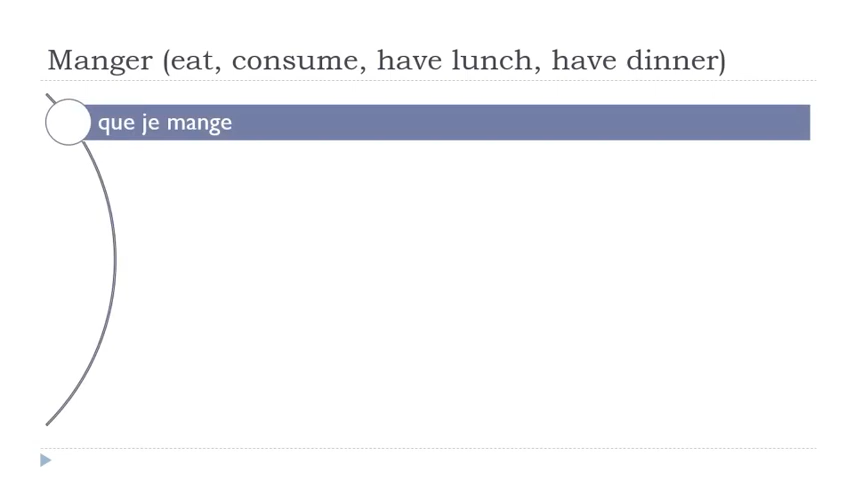 Manger (eat, consume, have lunch, have dinner)
que je mange